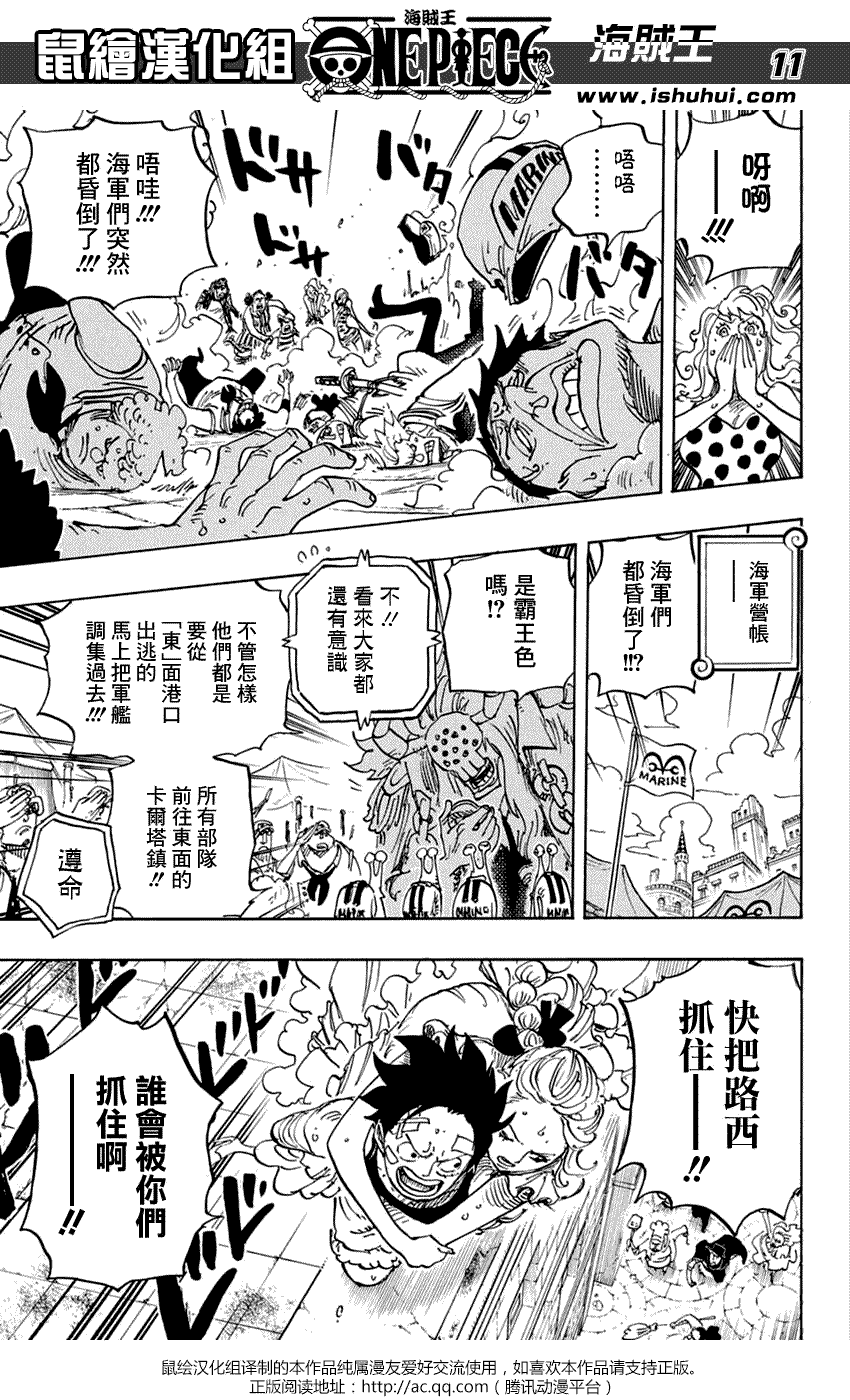 鼠繪漢化組
海賊王
ONE PIECE
海賊王
www.ishuhui.com
11
呀啊
——!!!
唔唔
……
MARINE
バタ
ドサ
唔哇!!!
海軍們突然
都昏倒了!!!
海軍營帳
——
海軍們
都昏倒了!!?
MARINE
是霸王色
嗎!?
不!!
看來大家都
還有意識
不管怎樣
他們都是
要從
「東」面港口
出逃的
馬上把軍艦
調集過去!!!
所有部隊
前往東面的
卡爾塔鎮!!
遵命
快把路西
抓住——!!
誰會被你們
抓住啊
——!!
ドドドド
鼠绘汉化组译制的本作品纯属漫友爱好交流使用，如喜欢本作品请支持正版。
正版阅读地址：http://ac.qq.com（腾讯动漫平台）